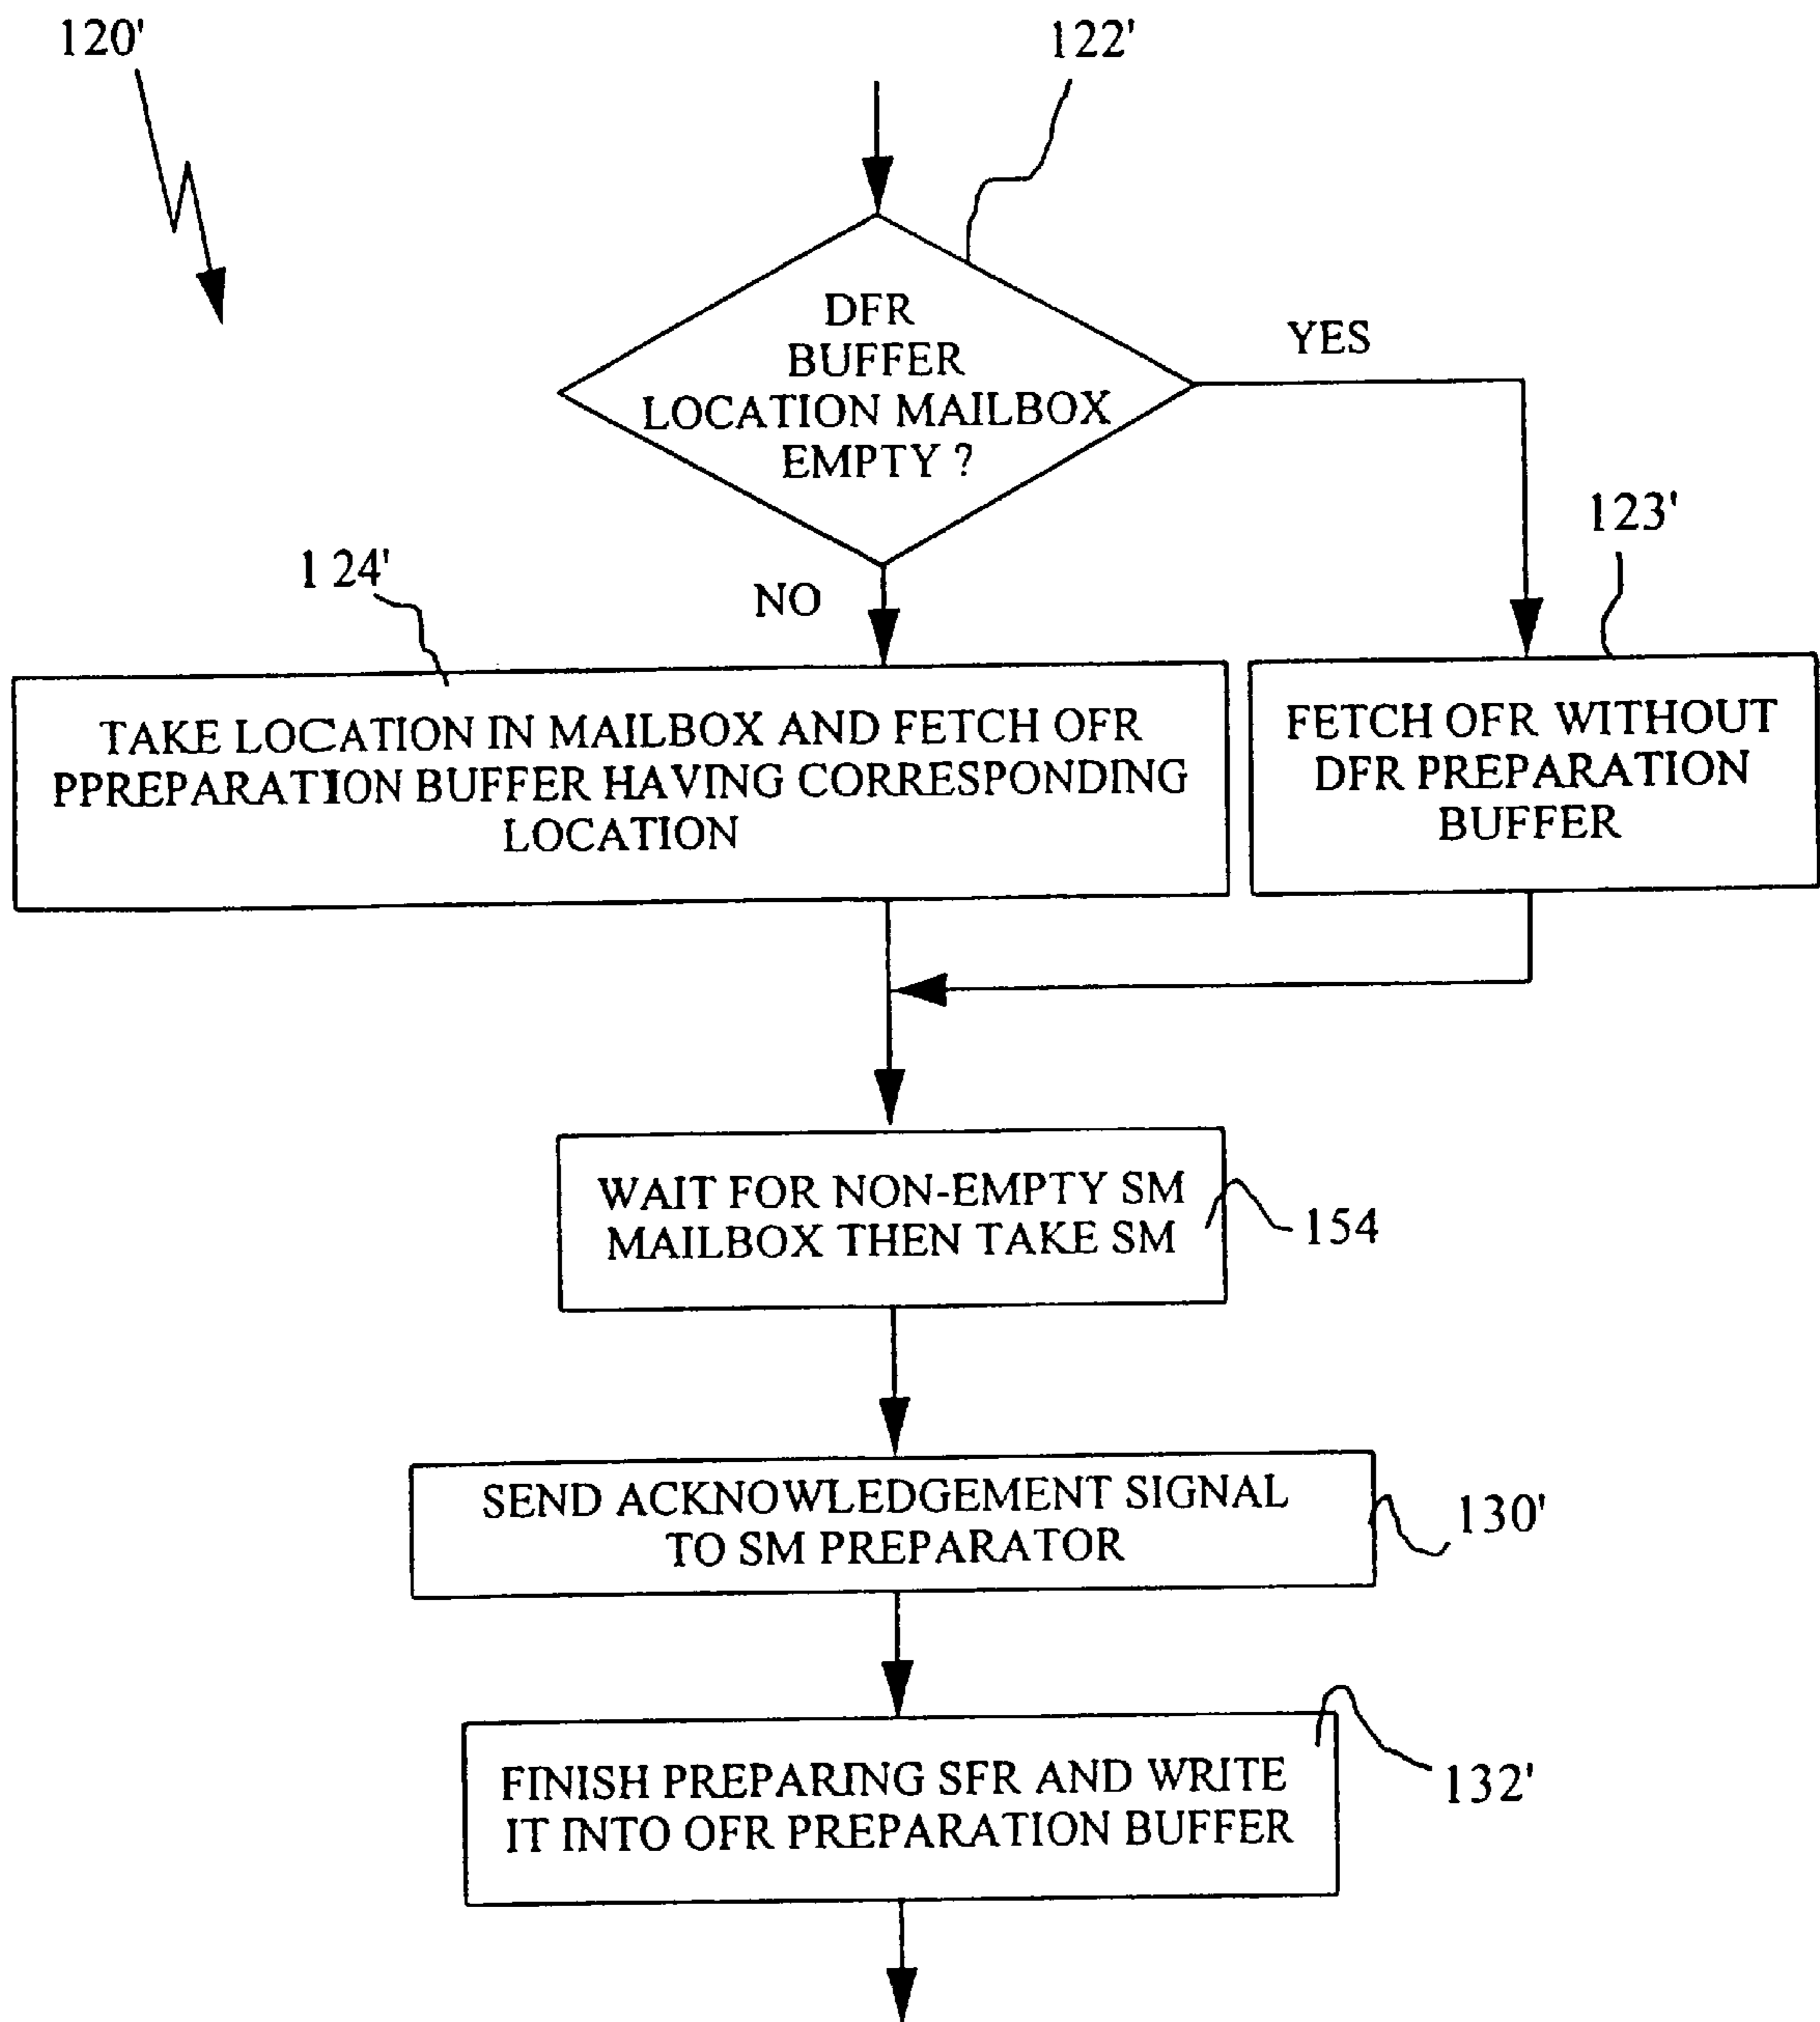 120'
122'
DFR
BUFFER
LOCATION MAILBOX
EMPTY ?
YES
123'
124'
NO
TAKE LOCATION IN MAILBOX AND FETCH OFR
PPREPARATION BUFFER HAVING CORRESPONDING
LOCATION
FETCH OFR WITHOUT
DFR PREPARATION
BUFFER
WAIT FOR NON-EMPTY SM
MAILBOX THEN TAKE SM
154
SEND ACKNOWLEDGEMENT SIGNAL
TO SM PREPARATOR
130'
FINISH PREPARING SFR AND WRITE
IT INTO OFR PREPARATION BUFFER
132'